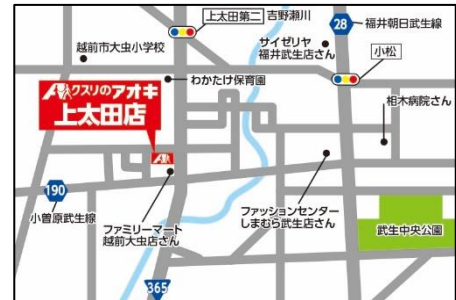 上太田第二
吉野瀬川
28
福井朝日武生線
サイゼリヤ
福井武生店さん
小松
越前市大虫小学校
わかたけ保育園
クスリのアオキ
上太田店
相木病院さん
190
小曽原武生線
ファミリーマート
越前大虫店さん
ファッションセンター
しまむら武生店さん
武生中央公園
365